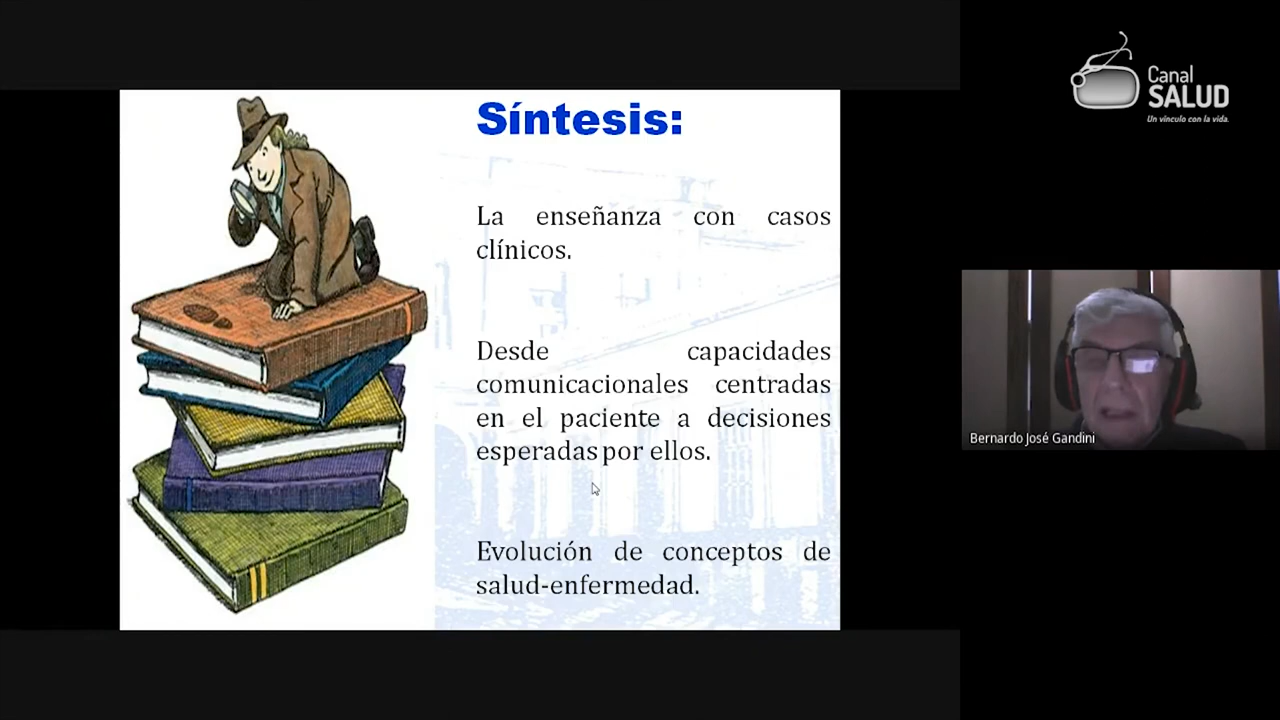 Síntesis:
La enseñanza con casos
clínicos.
Desde capacidades
comunicacionales centradas
en el paciente a decisiones
esperadas por ellos.
Evolución de conceptos de
salud-enfermedad.
Canal
SALUD
Un vínculo con la vida.
Bernardo José Gandini